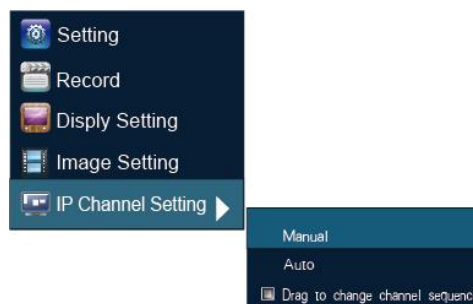 Setting
Record
Disply Setting
Image Setting
IP Channel Setting
Manual
Auto
Drag to change channel sequenc